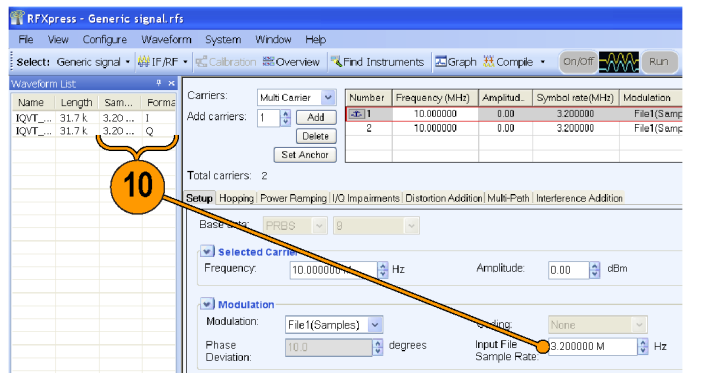 RFXpress - Generic signal.rfs
File View Configure Waveform System Window Help
Select: Generic signal IF/RF Calibration Overview Find Instruments Graph Compile On/Off Run
Waveform List
Name Length Sam... Forma
IQVT_... 31.7 k 3.20 ... I
IQVT_... 31.7 k 3.20 ... Q
10
Carriers: Multi Carrier
Add carriers: 1 Add
Delete
Set Anchor
Total carriers: 2
Number Frequency (MHz) Amplitud.. Symbol rate(MHz) Modulation
1 10.000000 0.00 3.200000 File1(Samp
2 10.000000 0.00 3.200000 File1(Samp
Setup Hopping Power Ramping I/Q Impairments Distortion Addition Multi-Path Interference Addition
Base data: PRBS 9
Selected Carrier
Frequency: 10.000000 M Hz Amplitude: 0.00 dBm
Modulation
Modulation: File1(Samples) Coding: None
Phase Deviation: 10.0 degrees Input File Sample Rate: 3.200000 M Hz